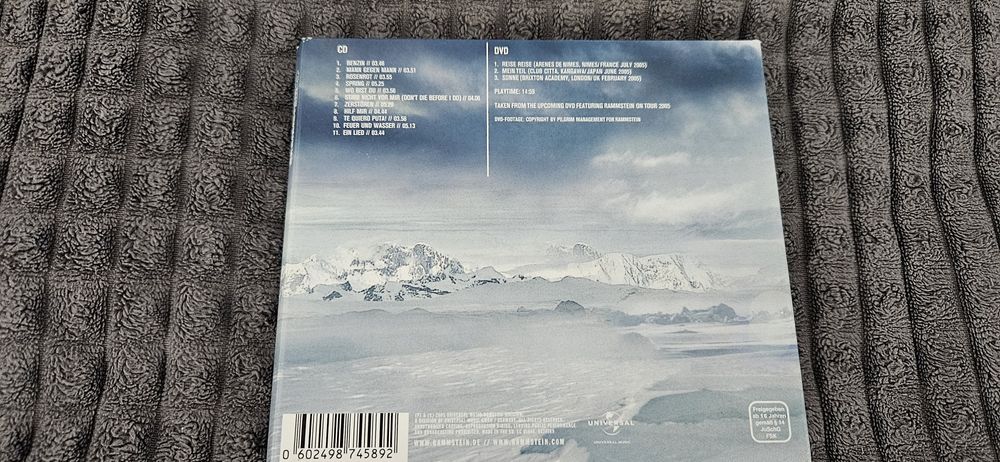 CD
1. BENZIN // 03.46
2. MANN GEGEN MANN // 03.51
3. ROSENROT // 03.55
4. SPRING // 05.25
5. WO BIST DU // 03.56
6. STIRB NICHT VOR MIR (DON'T DIE BEFORE I DO) // 04.06
7. ZERSTÖREN // 05.29
8. HILF MIR // 04.44
9. TE QUIERO PUTA! // 03.56
10. FEUER UND WASSER // 05.13
11. EIN LIED // 03.44
DVD
1. REISE REISE (ARENES DE NIMES, NIMES/FRANCE JULY 2005)
2. MEIN TEIL (CLUB CITTA, KAWASAKI/JAPAN JUNE 2005)
3. SONNE (BRIXTON ACADEMY, LONDON/UK FEBRUARY 2005)
PLAYTIME: 14:59
TAKEN FROM THE UPCOMING DVD FEATURING RAMMSTEIN ON TOUR 2005
DVD-FOOTAGE: COPYRIGHT BY PILGRIM MANAGEMENT FOR RAMMSTEIN
WWW.RAMMSTEIN.DE // WWW.RAMMSTEIN.COM
0 602498 745892
UNIVERSAL
UNIVERSAL MUSIC
Freigegeben
ab 16 Jahren
gemäß § 14
JuSchG
FSK